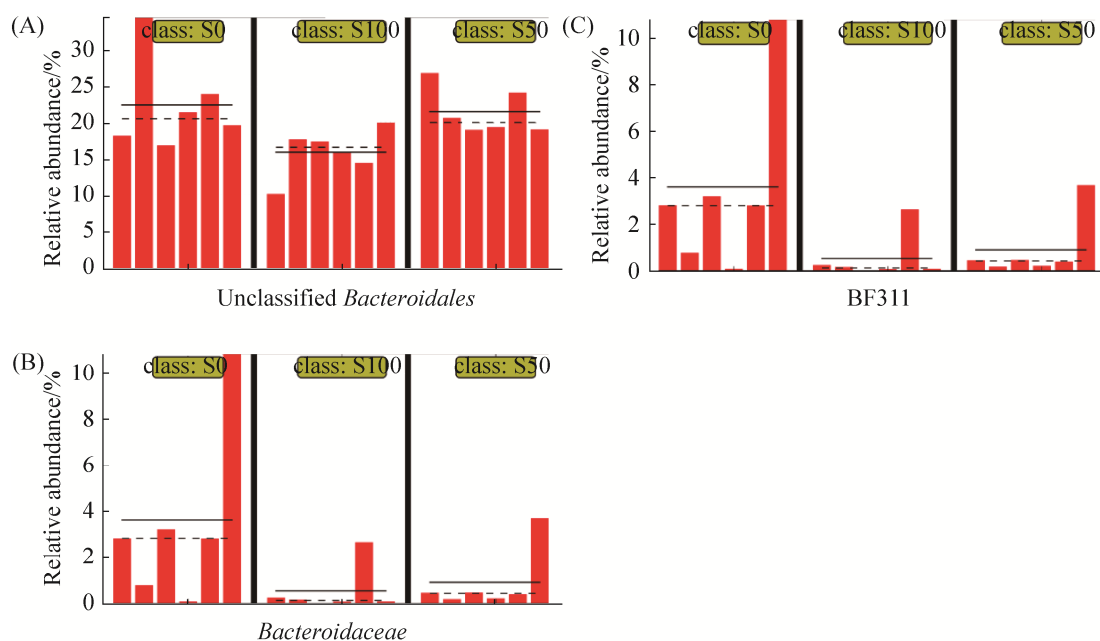 (A)
class: S0
class: S100
class: S50
35
30
25
20
15
10
5
0
Relative abundance/%
Unclassified Bacteroidales
(C)
class: S0
class: S100
class: S50
10
8
6
4
2
0
Relative abundance/%
BF311
(B)
class: S0
class: S100
class: S50
10
8
6
4
2
0
Relative abundance/%
Bacteroidaceae